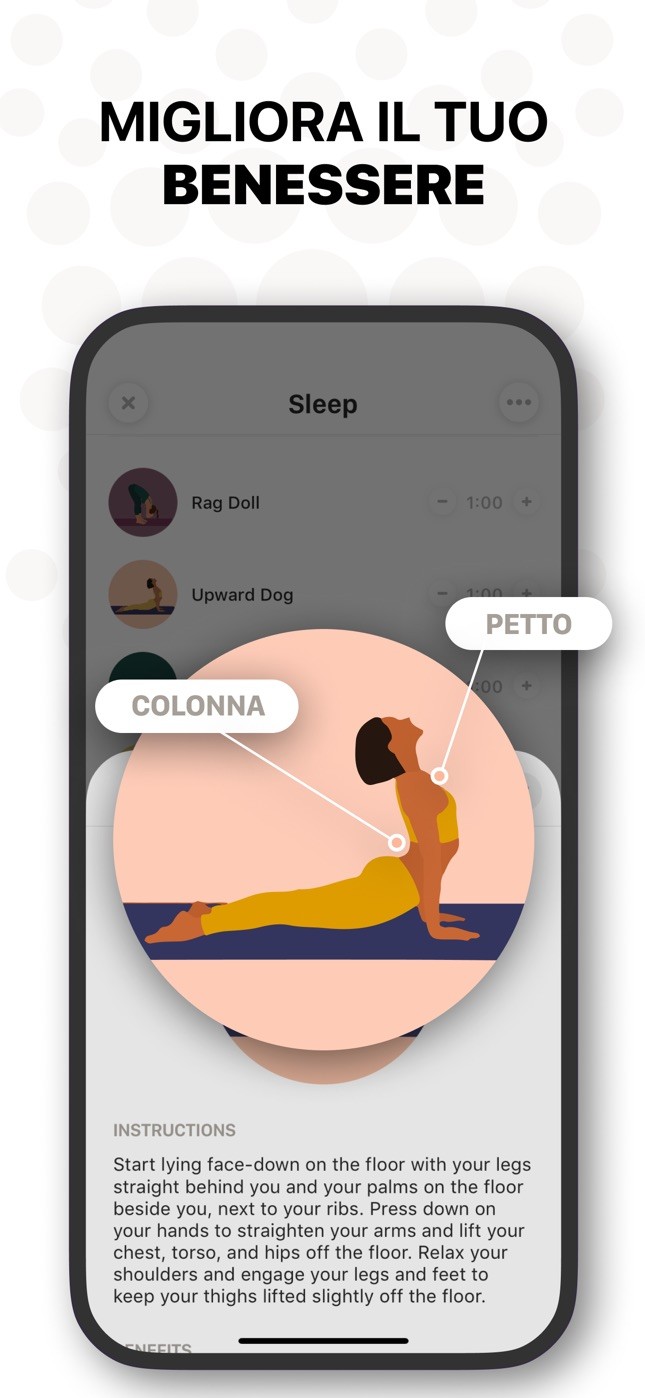 MIGLIORA IL TUO
BENESSERE
Sleep
Rag Doll
1:00
Upward Dog
1:00
PETTO
COLONNA
:00
INSTRUCTIONS
Start lying face-down on the floor with your legs
straight behind you and your palms on the floor
beside you, next to your ribs. Press down on
your hands to straighten your arms and lift your
chest, torso, and hips off the floor. Relax your
shoulders and engage your legs and feet to
keep your thighs lifted slightly off the floor.